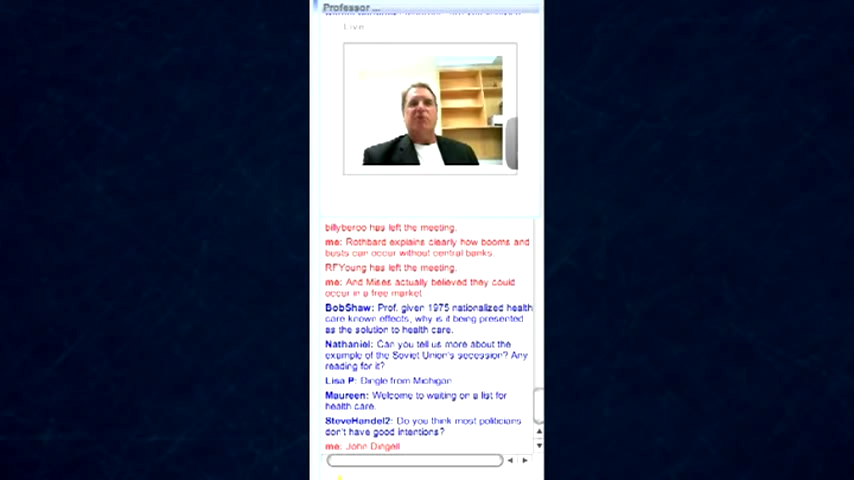 Professor ...
Live
billyberoo has left the meeting.
me: Rothbard explains clearly how booms and
busts can occur without central banks.
RFYoung has left the meeting.
me: And Mises actually believed they could
occur in a free market
BobShaw: Prof. given 1975 nationalized health
care known effects, why is it being presented
as the solution to health care.
Nathaniel: Can you tell us more about the
example of the Soviet Union's secession? Any
reading for it?
Lisa P: Dingle from Michigan
Maureen: Welcome to waiting on a list for
health care.
SteveHandel2: Do you think most politicians
don't have good intentions?
me: John Dingell